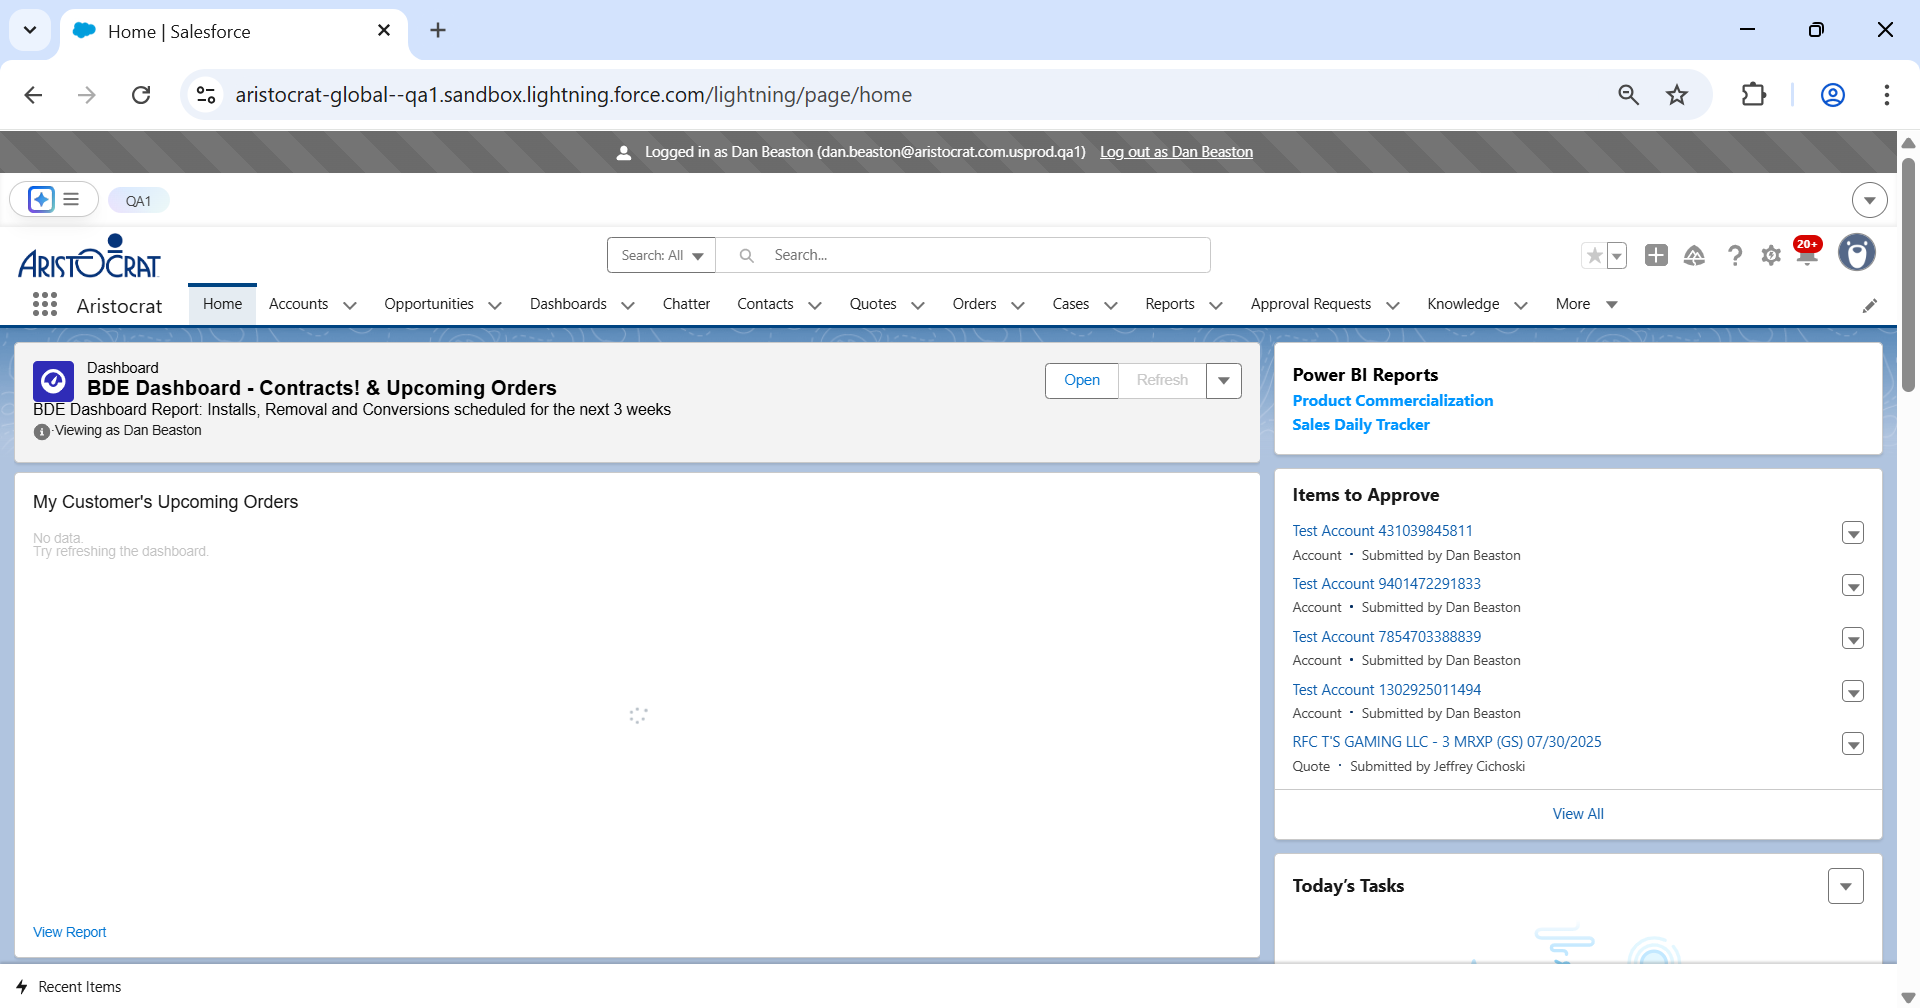 Home | Salesforce
aristocrat-global--qa1.sandbox.lightning.force.com/lightning/page/home
Logged in as Dan Beaston (dan.beaston@aristocrat.com.usprod.qa1) Log out as Dan Beaston
QA1
ARISTOCRAT
Search: All
Search...
20+
Aristocrat
Home
Accounts
Opportunities
Dashboards
Chatter
Contacts
Quotes
Orders
Cases
Reports
Approval Requests
Knowledge
More
Dashboard
BDE Dashboard - Contracts! & Upcoming Orders
BDE Dashboard Report: Installs, Removal and Conversions scheduled for the next 3 weeks
Viewing as Dan Beaston
Open
Refresh
My Customer's Upcoming Orders
No data.
Try refreshing the dashboard.
View Report
Power BI Reports
Product Commercialization
Sales Daily Tracker
Items to Approve
Test Account 431039845811
Account • Submitted by Dan Beaston
Test Account 9401472291833
Account • Submitted by Dan Beaston
Test Account 7854703388839
Account • Submitted by Dan Beaston
Test Account 1302925011494
Account • Submitted by Dan Beaston
RFC T'S GAMING LLC - 3 MRXP (GS) 07/30/2025
Quote • Submitted by Jeffrey Cichoski
View All
Today's Tasks
Recent Items